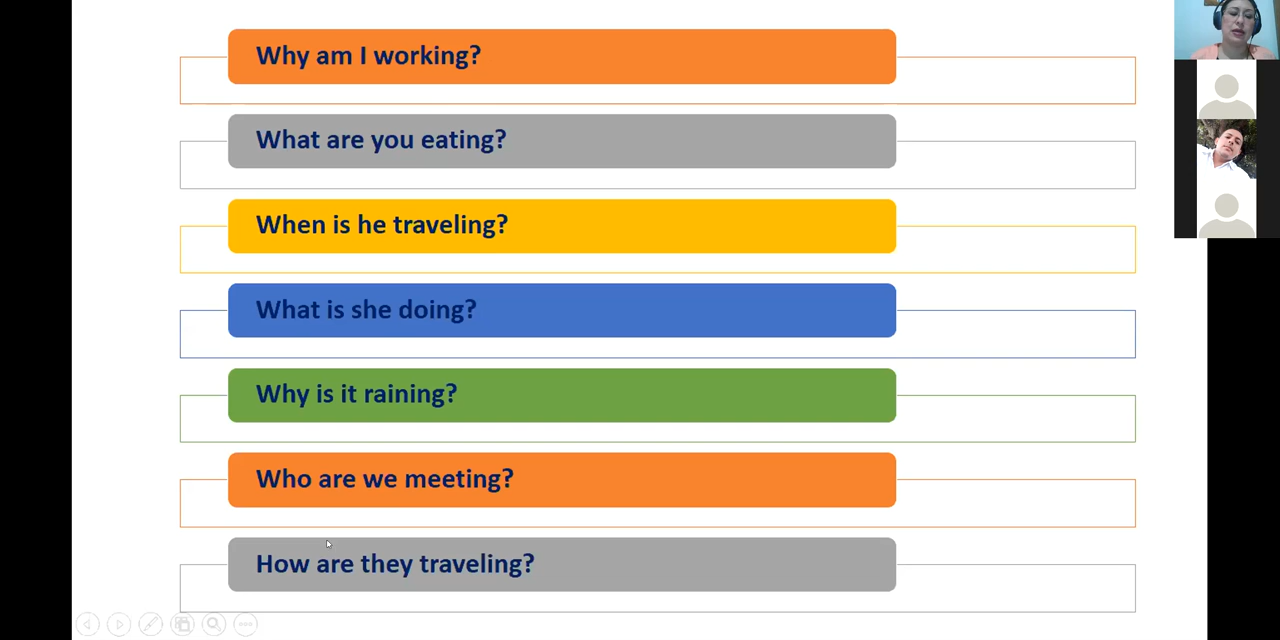 Why am I working?
What are you eating?
When is he traveling?
What is she doing?
Why is it raining?
Who are we meeting?
How are they traveling?